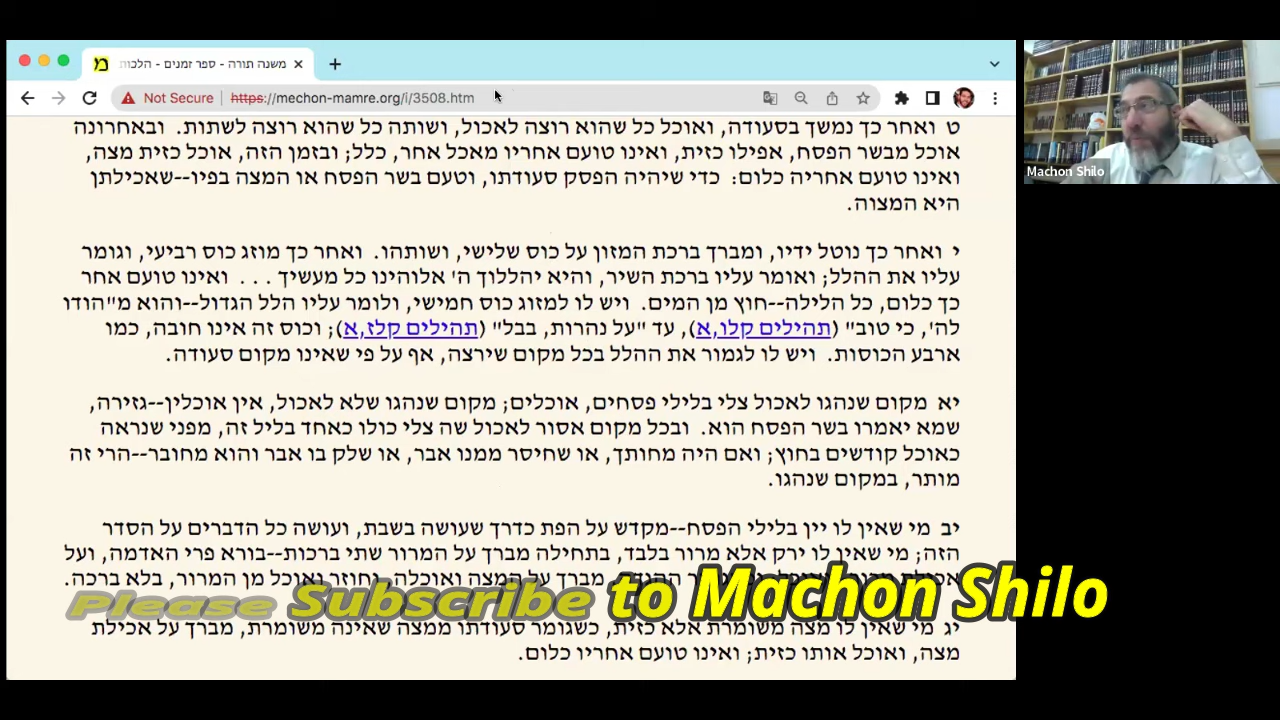 משנה תורה - ספר זמנים - הלכות
Not Secure https://mechon-mamre.org/i/3508.htm
Machon Shilo
ט ואחר כך נמשך בסעודה, ואוכל כל שהוא רוצה לאכול, ושותה כל שהוא רוצה לשתות. ובאחרונה
אוכל מבשר הפסח, אפילו כזית, ואינו טועם אחריו מאכל אחר, כלל; ובזמן הזה, אוכל כזית מצה,
ואינו טועם אחריה כלום: כדי שיהיה הפסק סעודתו, וטעם בשר הפסח או המצה בפיו--שאכילתן
היא המצוה.
י ואחר כך נוטל ידיו, ומברך ברכת המזון על כוס שלישי, ושותהו. ואחר כך מוזג כוס רביעי, וגומר
עליו את ההלל; ואומר עליו ברכת השיר, והיא יהללוך ה' אלוהינו כל מעשיך . . . ואינו טועם אחר
כך כלום, כל הלילה--חוץ מן המים. ויש לו למזוג כוס חמישי, ולומר עליו הלל הגדול--והוא מ"הודו
לה', כי טוב" (תהילים קלו,א), עד "על נהרות, בבל" (תהילים קלז,א); וכוס זה אינו חובה, כמו
ארבע הכוסות. ויש לו לגמור את ההלל בכל מקום שירצה, אף על פי שאינו מקום סעודה.
יא מקום שנהגו לאכול צלי בלילי פסחים, אוכלים; מקום שנהגו שלא לאכול, אין אוכלין--גזירה,
שמא יאמרו בשר הפסח הוא. ובכל מקום אסור לאכול שה צלי כולו כאחד בליל זה, מפני שנראה
כאוכל קודשים בחוץ; ואם היה מחותך, או שחיסר ממנו אבר, או שלק בו אבר והוא מחובר--הרי זה
מותר, במקום שנהגו.
יב מי שאין לו יין בלילי הפסח--מקדש על הפת כדרך שעושה בשבת, ועושה כל הדברים על הסדר
הזה; מי שאין לו ירק אלא מרור בלבד, בתחילה מברך על המרור שתי ברכות--בורא פרי האדמה, ועל
מברך על המצה ואוכלה, וחוזר ואוכל מן המרור, בלא ברכה.
Please Subscribe to Machon Shilo
יג מי שאין לו מצה משומרת אלא כזית, כשגומר סעודתו ממצה שאינה משומרת, מברך על אכילת
מצה, ואוכל אותו כזית; ואינו טועם אחריו כלום.